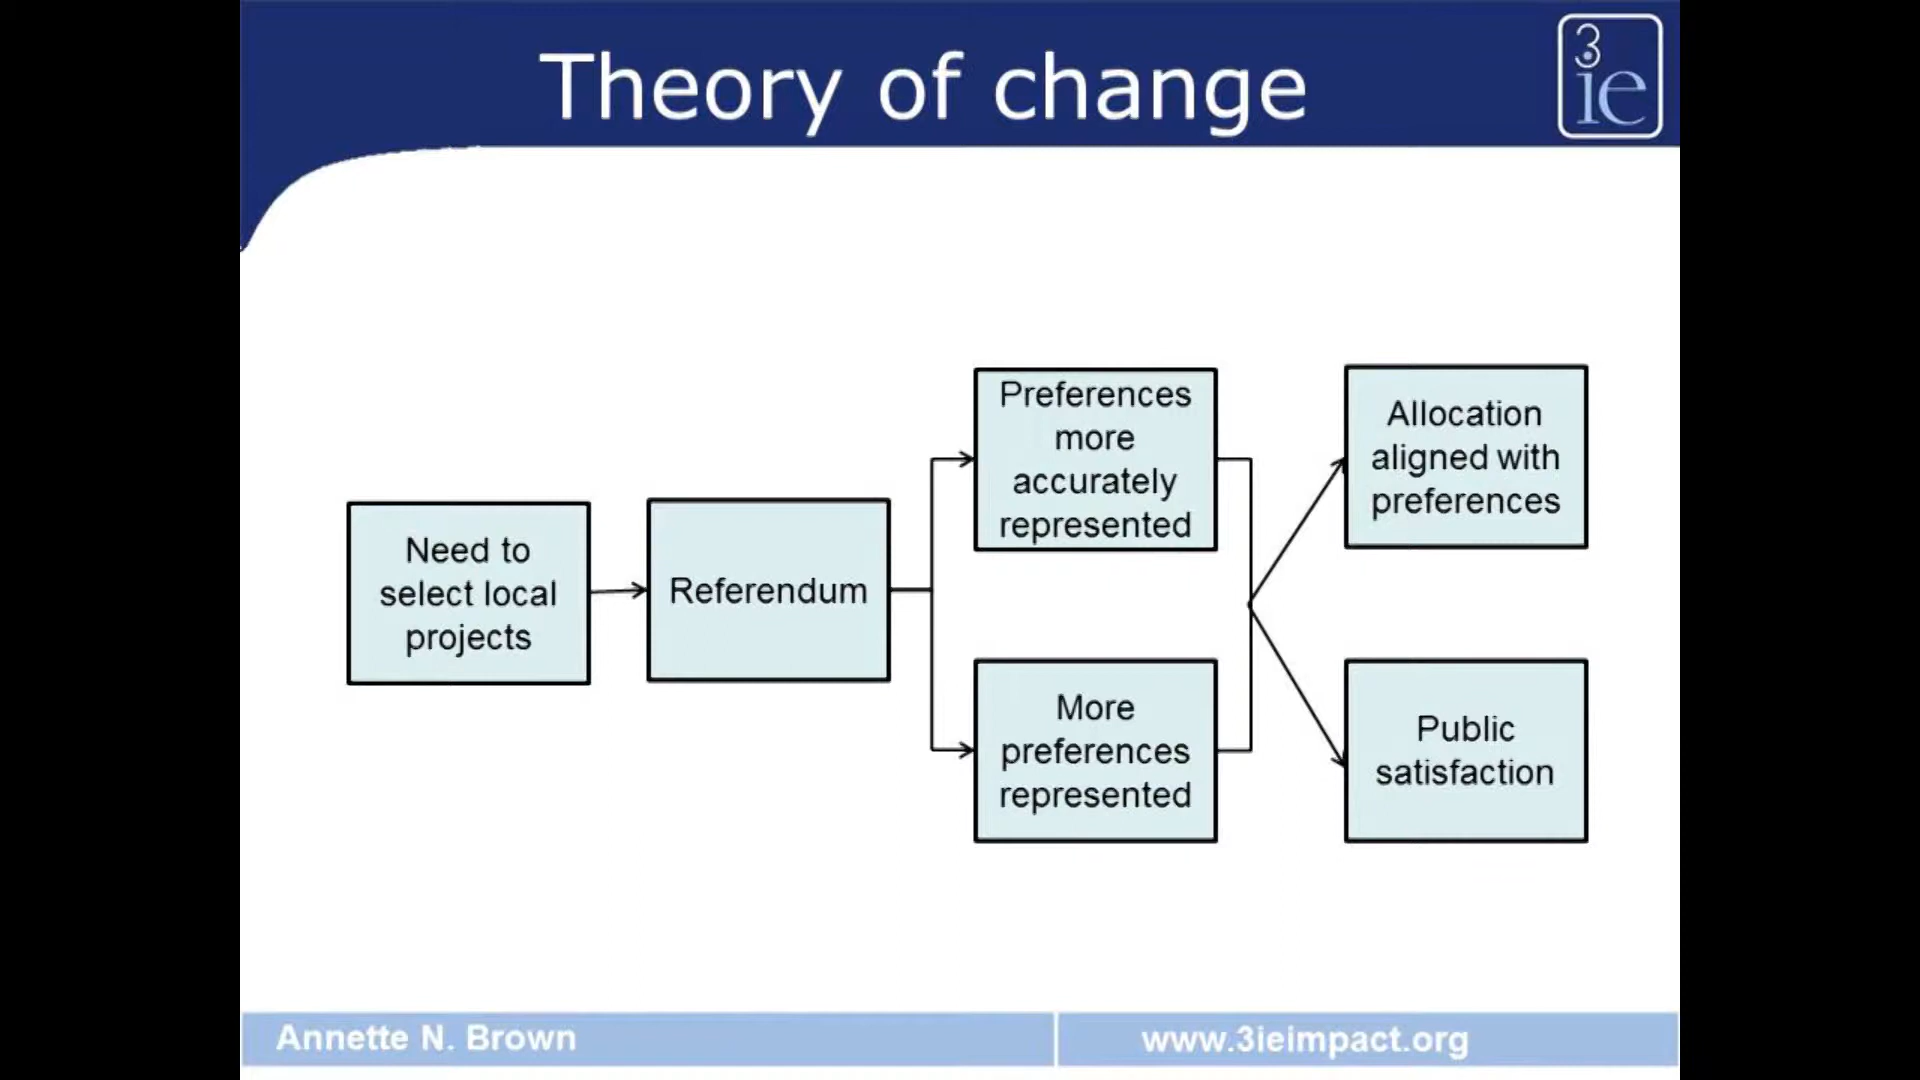 Theory of change
3
ie
Need to
select local
projects
Referendum
Preferences
more
accurately
represented
More
preferences
represented
Allocation
aligned with
preferences
Public
satisfaction
Annette N. Brown
www.3ieimpact.org